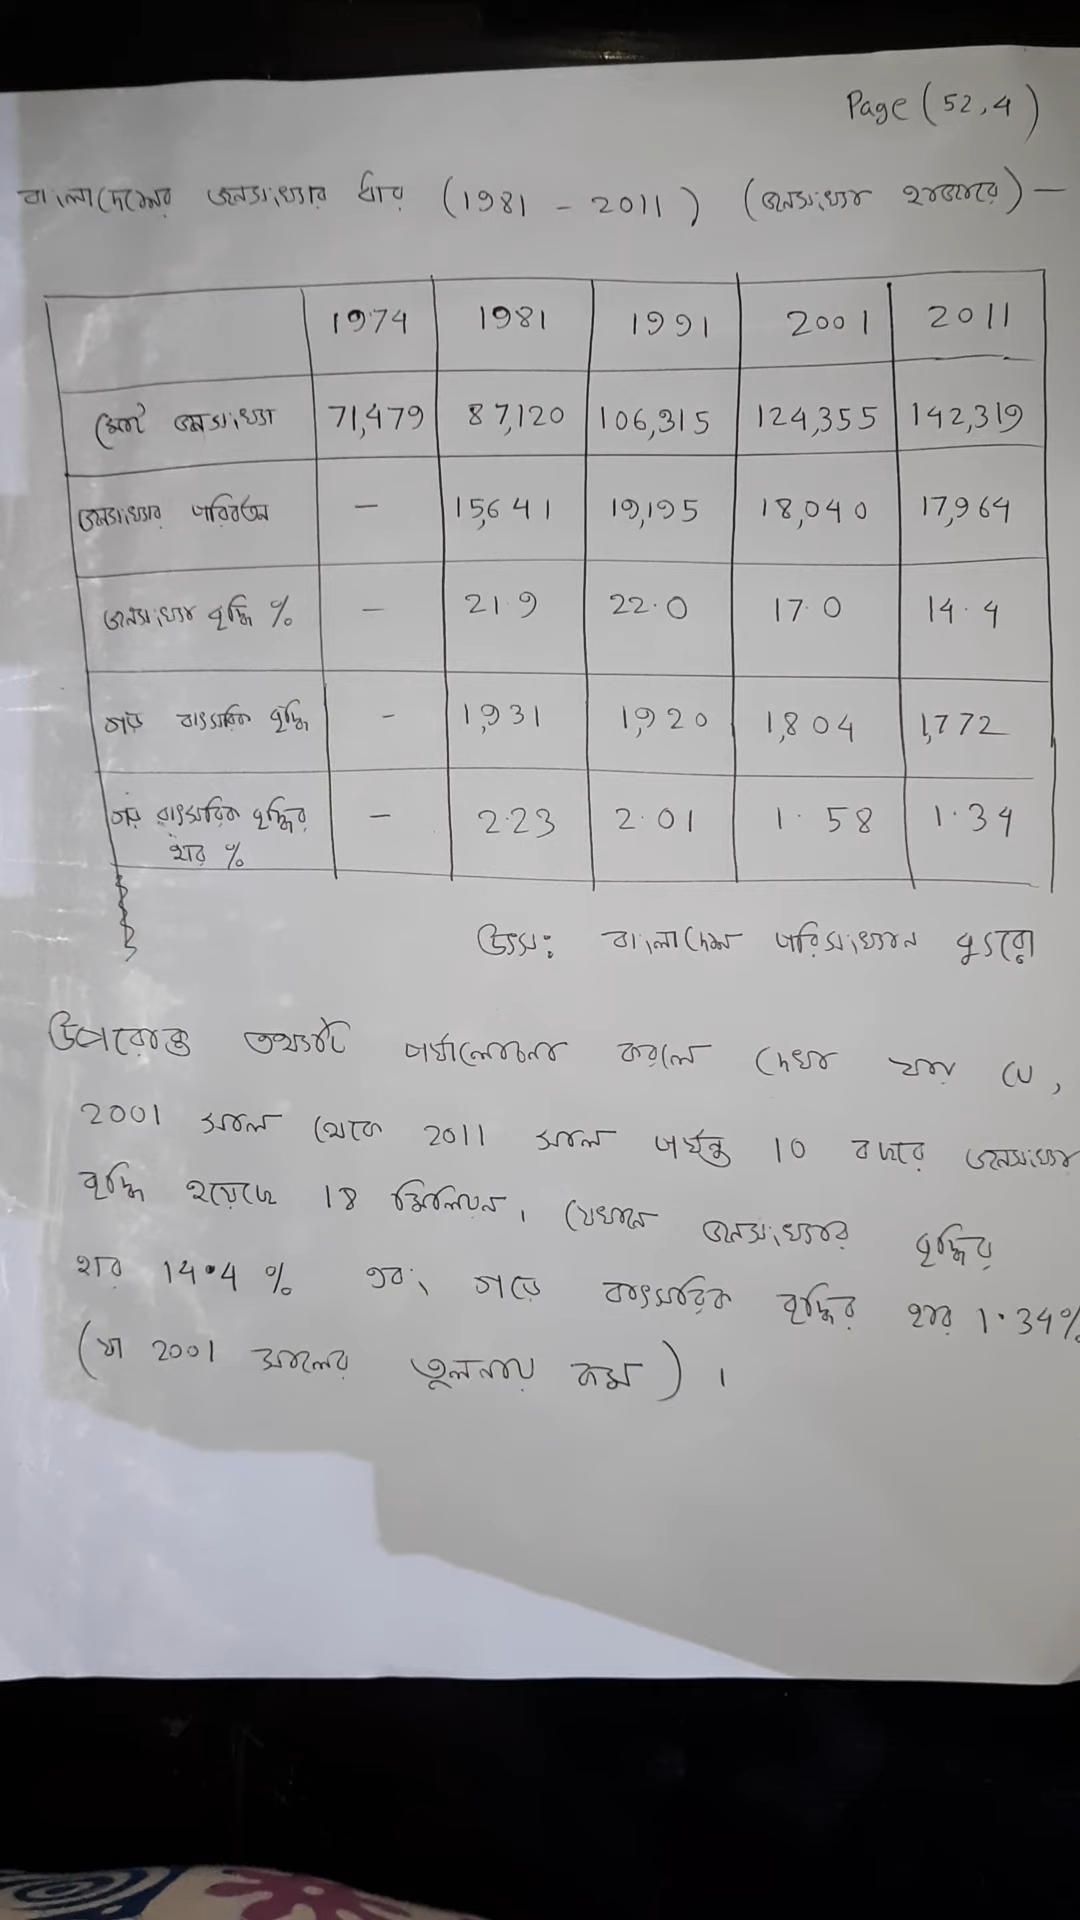 Page (52,4)
বাংলাদেশের জনসংখ্যার ধারা (1981 - 2011) (জনসংখ্যা হাজারে) —
1974 1981 1991 2001 2011
মোট জনসংখ্যা 71,479 87,120 106,315 124,355 142,319
জনসংখ্যার পরিবর্তন — 15,641 19,195 18,040 17,964
জনসংখ্যা বৃদ্ধি % — 21.9 22.0 17.0 14.4
গড় বাৎসরিক বৃদ্ধি - 1,931 1,920 1,804 1,772
গড় বাৎসরিক বৃদ্ধির — 2.23 2.01 1.58 1.34
হার %
উৎস: বাংলাদেশ পরিসংখ্যান ব্যুরো
উপরোক্ত তথ্যটি পর্যালোচনা করলে দেখা যায় যে,
2001 সাল থেকে 2011 সাল পর্যন্ত 10 বছরে জনসংখ্যা
বৃদ্ধি হয়েছে 18 মিলিয়ন, যেখানে জনসংখ্যার বৃদ্ধির
হার 14.4 % এবং গড়ে বাৎসরিক বৃদ্ধির হার 1.34%
(যা 2001 সালের তুলনায় কম) ।